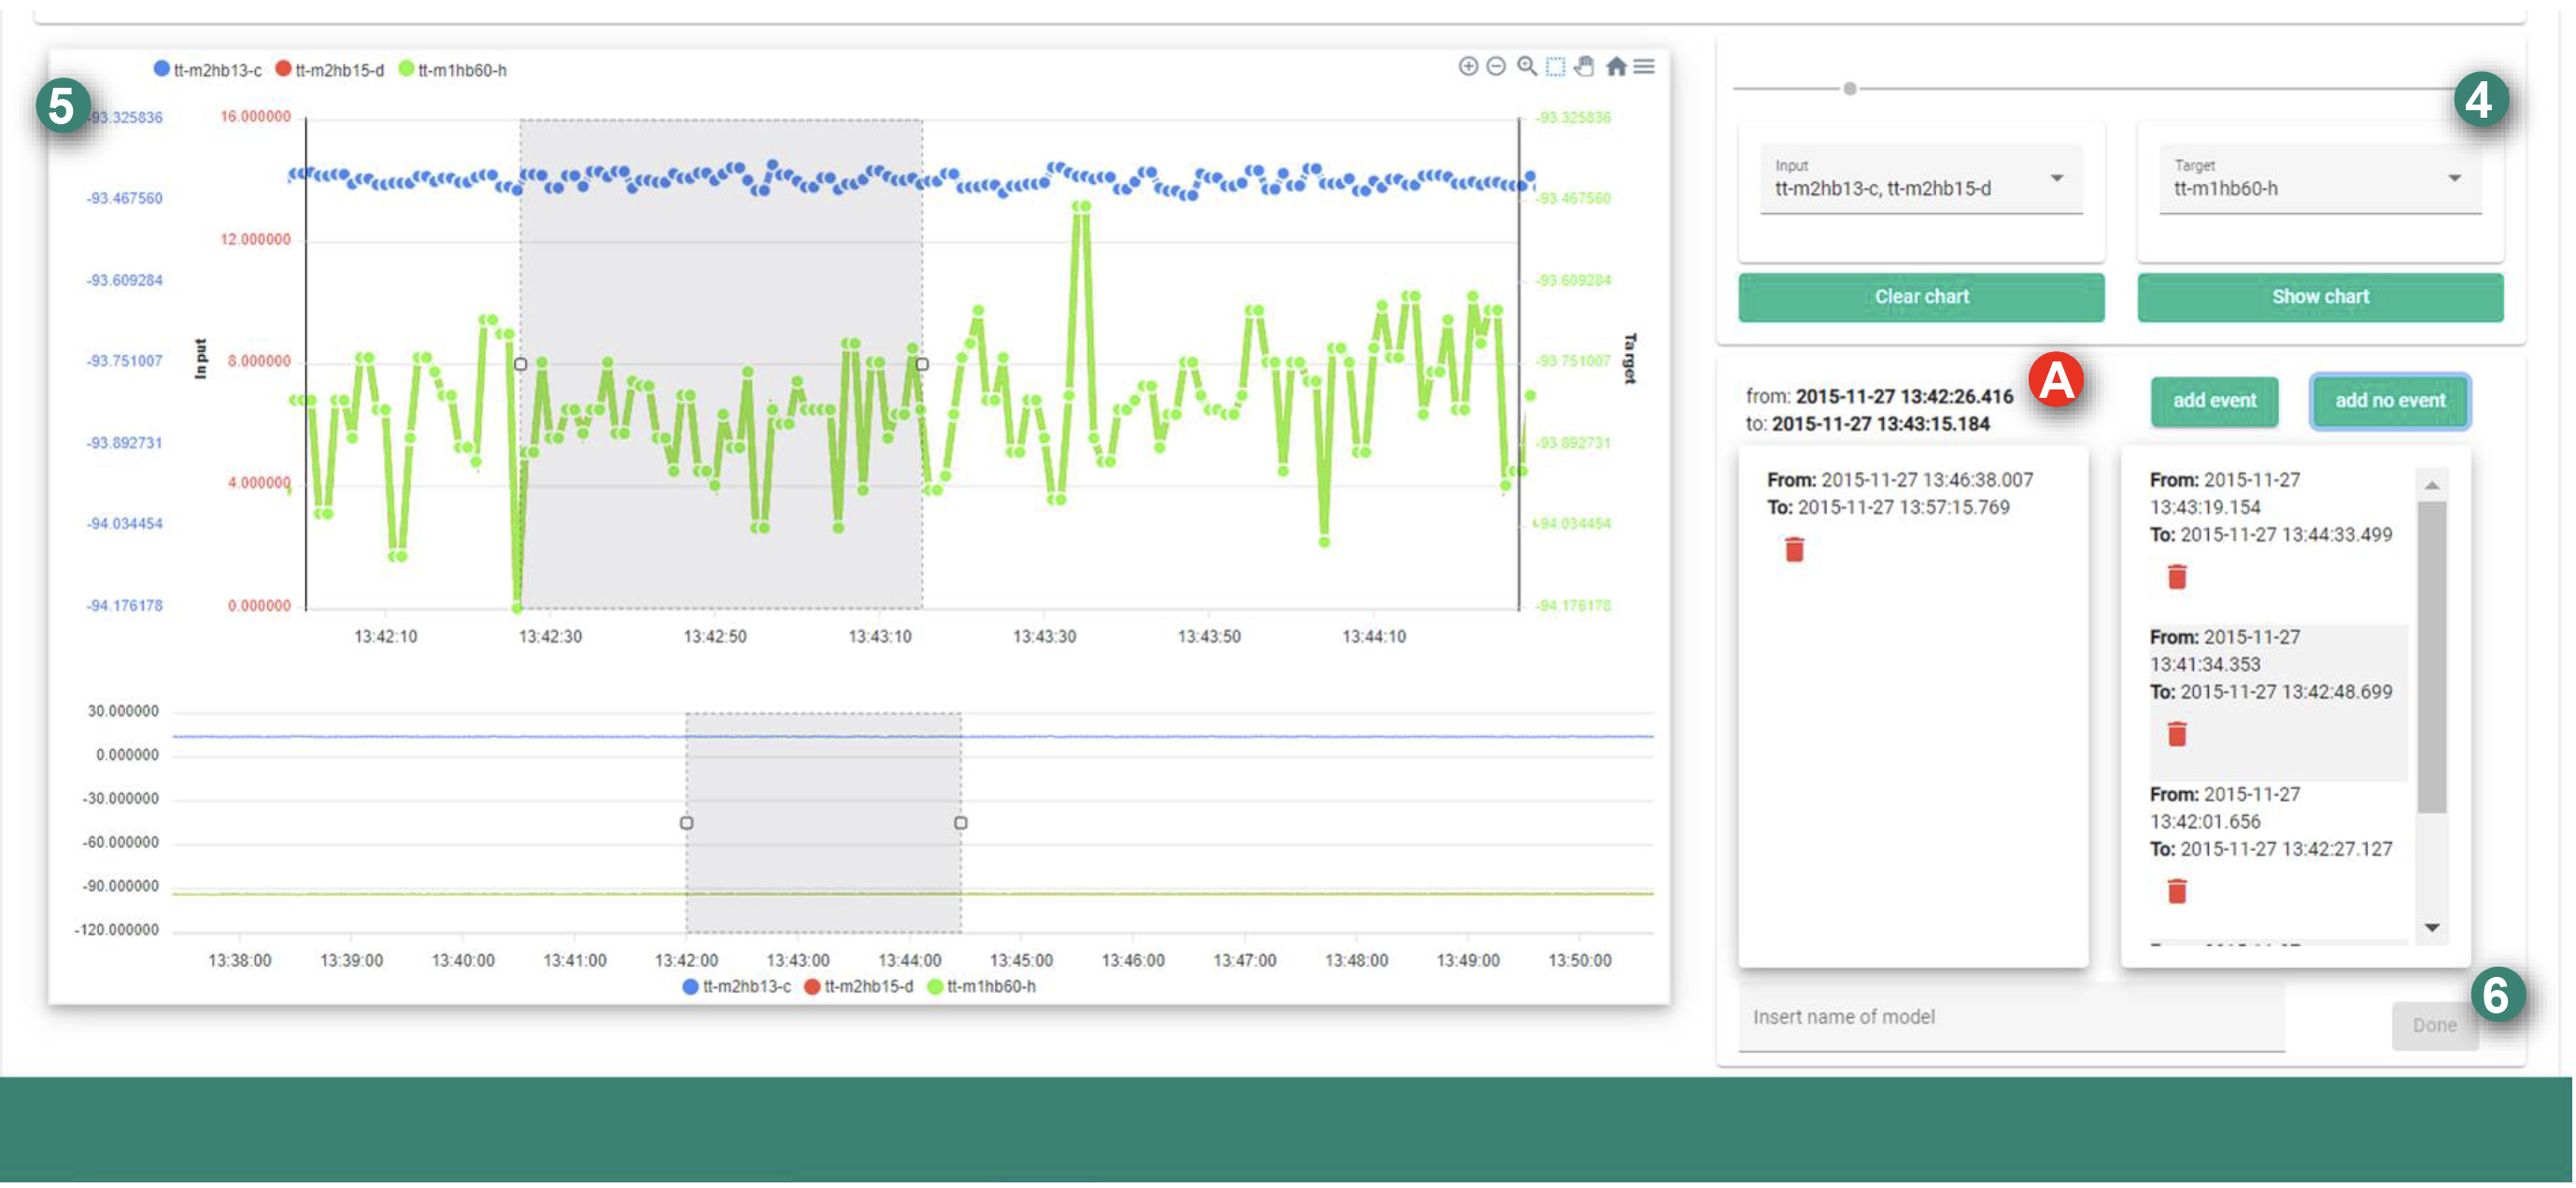 tt-m2hb13-c tt-m2hb15-d tt-m1hb60-h
5
-93.325836
-93.467560
-93.609284
-93.751007
-93.892731
-94.034454
-94.176178
Input
16.000000
12.000000
8.000000
4.000000
0.000000
-93.325836
-93.467560
-93.609284
-93.751007
-93.892731
-94.034454
-94.176178
Target
13:42:10 13:42:30 13:42:50 13:43:10 13:43:30 13:43:50 13:44:10
30.000000
0.000000
-30.000000
-60.000000
-90.000000
-120.000000
13:38:00 13:39:00 13:40:00 13:41:00 13:42:00 13:43:00 13:44:00 13:45:00 13:46:00 13:47:00 13:48:00 13:49:00 13:50:00
tt-m2hb13-c tt-m2hb15-d tt-m1hb60-h
4
Input
tt-m2hb13-c, tt-m2hb15-d
Target
tt-m1hb60-h
Clear chart
Show chart
A
from: 2015-11-27 13:42:26.416
to: 2015-11-27 13:43:15.184
add event
add no event
From: 2015-11-27 13:46:38.007
To: 2015-11-27 13:57:15.769
From: 2015-11-27
13:43:19.154
To: 2015-11-27 13:44:33.499
From: 2015-11-27
13:41:34.353
To: 2015-11-27 13:42:48.699
From: 2015-11-27
13:42:01.656
To: 2015-11-27 13:42:27.127
6
Insert name of model
Done